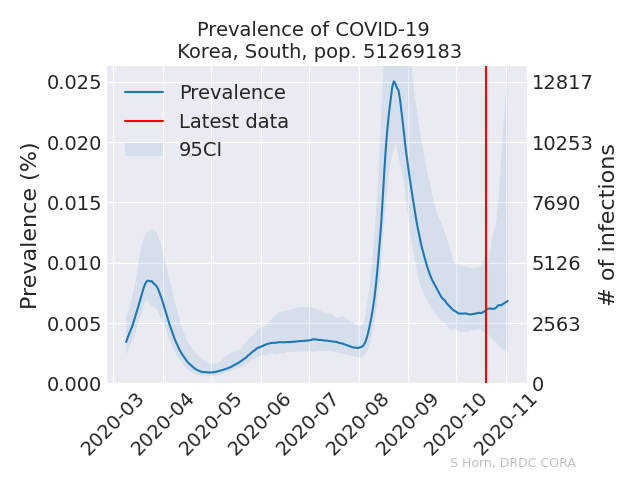 Prevalence of COVID-19
Korea, South, pop. 51269183
Prevalence
Latest data
95CI
Prevalence (%)
0.025
0.020
0.015
0.010
0.005
0.000
12817
10253
7690
5126
2563
0
# of infections
2020-03
2020-04
2020-05
2020-06
2020-07
2020-08
2020-09
2020-10
2020-11
S Horn, DRDC CORA